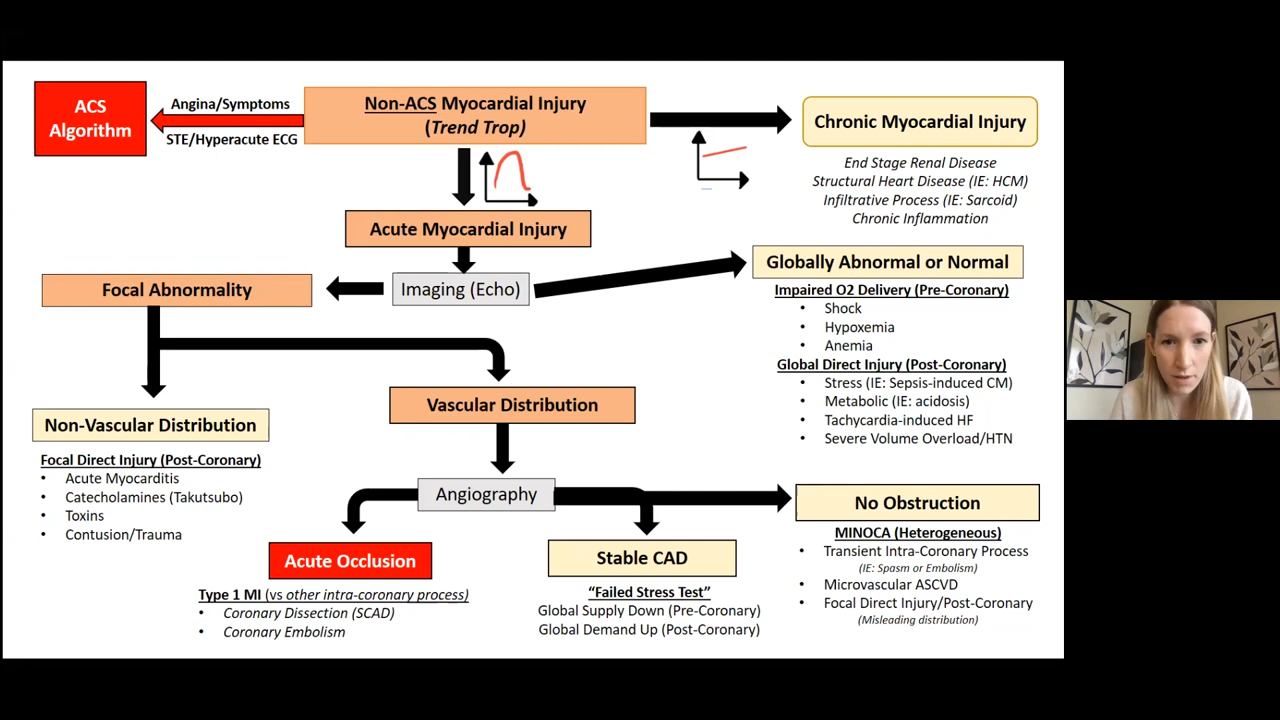 ACS
Algorithm
Angina/Symptoms
STE/Hyperacute ECG
Non-ACS Myocardial Injury
(Trend Trop)
Chronic Myocardial Injury
End Stage Renal Disease
Structural Heart Disease (IE: HCM)
Infiltrative Process (IE: Sarcoid)
Chronic Inflammation
Acute Myocardial Injury
Imaging (Echo)
Focal Abnormality
Globally Abnormal or Normal
Impaired O2 Delivery (Pre-Coronary)
• Shock
• Hypoxemia
• Anemia
Global Direct Injury (Post-Coronary)
• Stress (IE: Sepsis-induced CM)
• Metabolic (IE: acidosis)
• Tachycardia-induced HF
• Severe Volume Overload/HTN
Non-Vascular Distribution
Focal Direct Injury (Post-Coronary)
• Acute Myocarditis
• Catecholamines (Takutsubo)
• Toxins
• Contusion/Trauma
Vascular Distribution
Angiography
Acute Occlusion
Type 1 MI (vs other intra-coronary process)
• Coronary Dissection (SCAD)
• Coronary Embolism
Stable CAD
“Failed Stress Test”
Global Supply Down (Pre-Coronary)
Global Demand Up (Post-Coronary)
No Obstruction
MINOCA (Heterogeneous)
• Transient Intra-Coronary Process
(IE: Spasm or Embolism)
• Microvascular ASCVD
• Focal Direct Injury/Post-Coronary
(Misleading distribution)